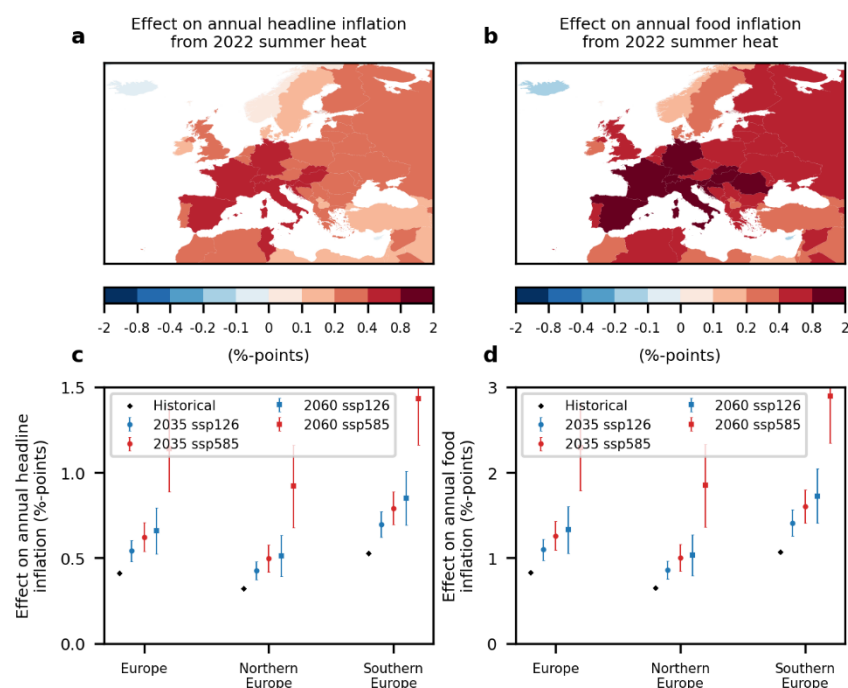 a
Effect on annual headline inflation
from 2022 summer heat
b
Effect on annual food inflation
from 2022 summer heat
-2 -0.8 -0.4 -0.2 -0.1 0 0.1 0.2 0.4 0.8 2
-2 -0.8 -0.4 -0.2 -0.1 0 0.1 0.2 0.4 0.8 2
(%-points)
(%-points)
c
Effect on annual headline
inflation (%-points)
1.5
1.0
0.5
0.0
Historical
2035 ssp126
2035 ssp585
2060 ssp126
2060 ssp585
Europe
Northern
Europe
Southern
Europe
d
Effect on annual food
inflation (%-points)
3
2
1
0
Historical
2035 ssp126
2035 ssp585
2060 ssp126
2060 ssp585
Europe
Northern
Europe
Southern
Europe